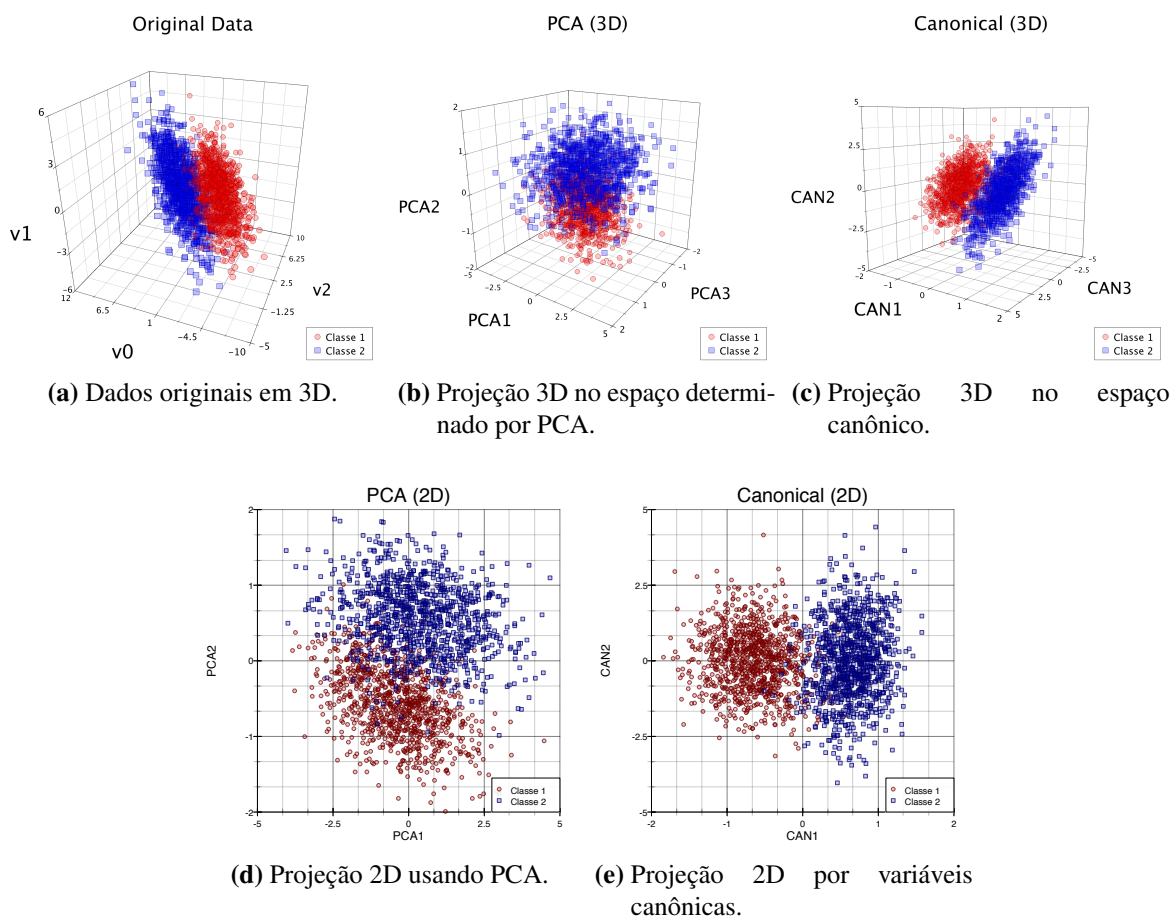 Original Data
PCA (3D)
Canonical (3D)
6
3
0
−3
−6
v1
12
6.5
1
−4.5
−10
v0
10
6.25
2.5
−1.25
−5
v2
Classe 1
Classe 2
2
1
0
−1
−2
PCA2
−5
−2.5
0
2.5
5
PCA1
−2
−1
0
1
2
PCA3
Classe 1
Classe 2
5
2.5
0
−2.5
−5
CAN2
−2
−1
0
1
2
CAN1
−5
−2.5
0
2.5
5
CAN3
Classe 1
Classe 2
(a) Dados originais em 3D.
(b) Projeção 3D no espaço determi-
nado por PCA.
(c) Projeção 3D no espaço
canônico.
PCA (2D)
2
1
0
-1
-2
PCA2
-5
-2.5
0
2.5
5
PCA1
Classe 1
Classe 2
Canonical (2D)
5
2.5
0
-2.5
-5
CAN2
-2
-1
0
1
2
CAN1
Classe 1
Classe 2
(d) Projeção 2D usando PCA.
(e) Projeção 2D por variáveis
canônicas.